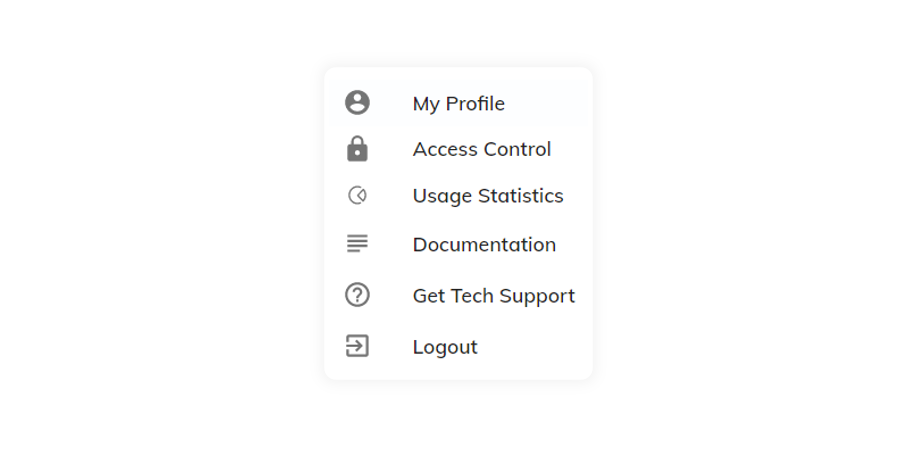 My Profile
Access Control
Usage Statistics
Documentation
Get Tech Support
Logout